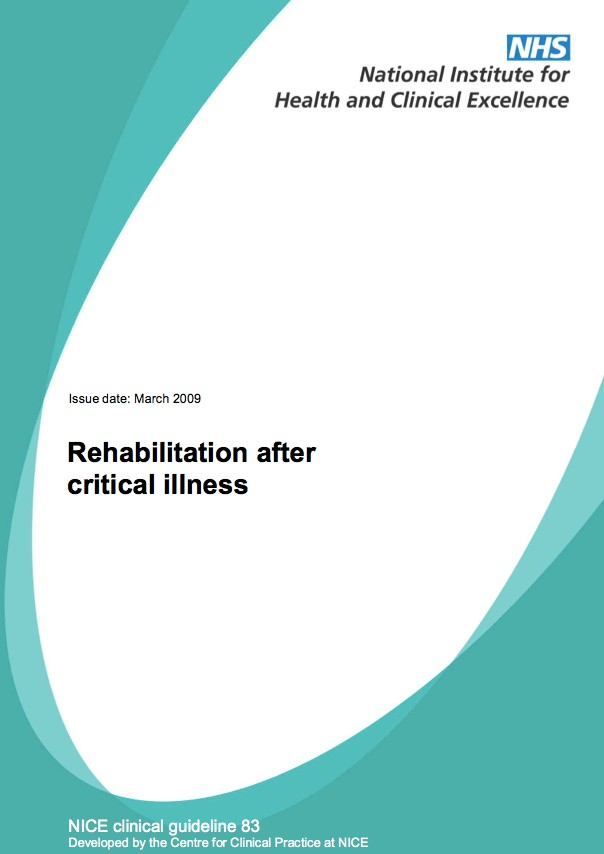 NHS
National Institute for
Health and Clinical Excellence
Issue date: March 2009
Rehabilitation after
critical illness
NICE clinical guideline 83
Developed by the Centre for Clinical Practice at NICE